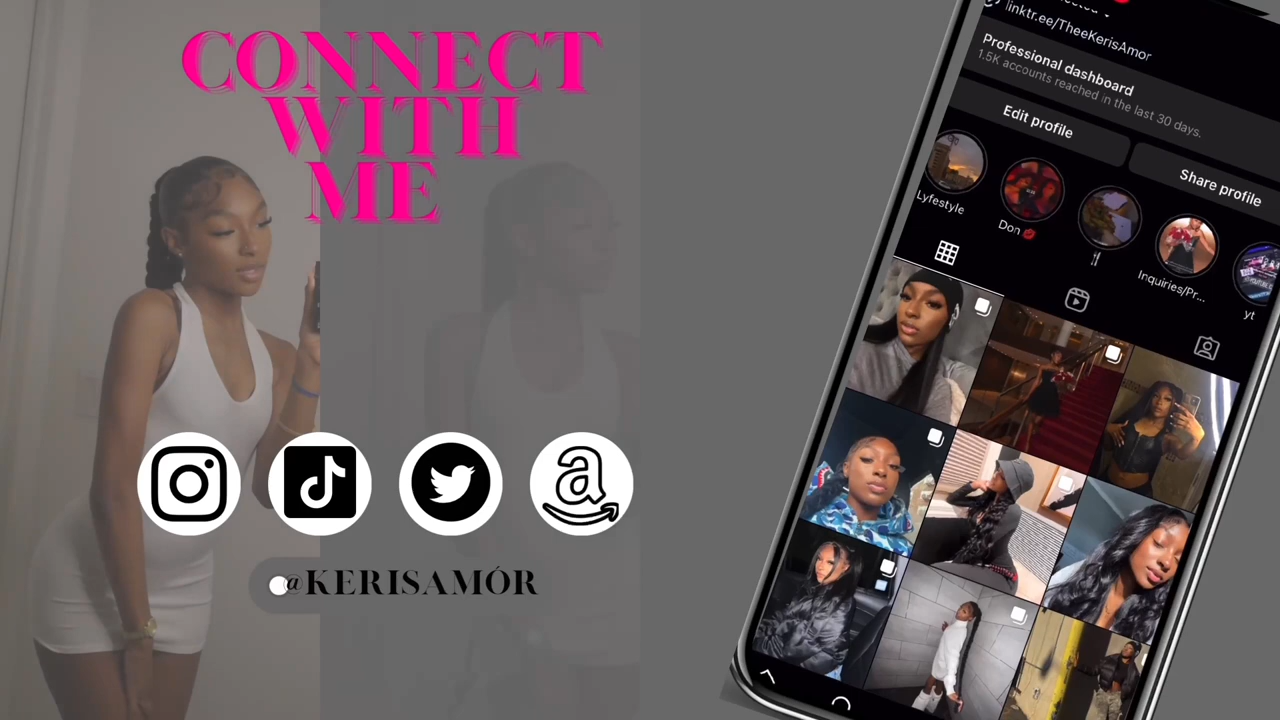 CONNECT
WITH
ME
@KERISAMÓR
linktr.ee/TheeKerisAmor
Professional dashboard
1.5K accounts reached in the last 30 days.
Edit profile
Share profile
Lyfestyle
Don
Inquiries/Pr...
yt